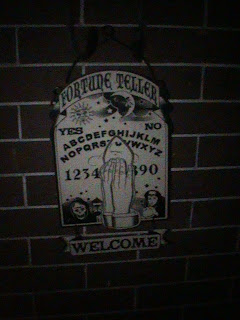 FORTUNE TELLER
YES NO
ABCDEFGHIJKLM
NOPQRSTUVWXYZ
1234 890
WELCOME